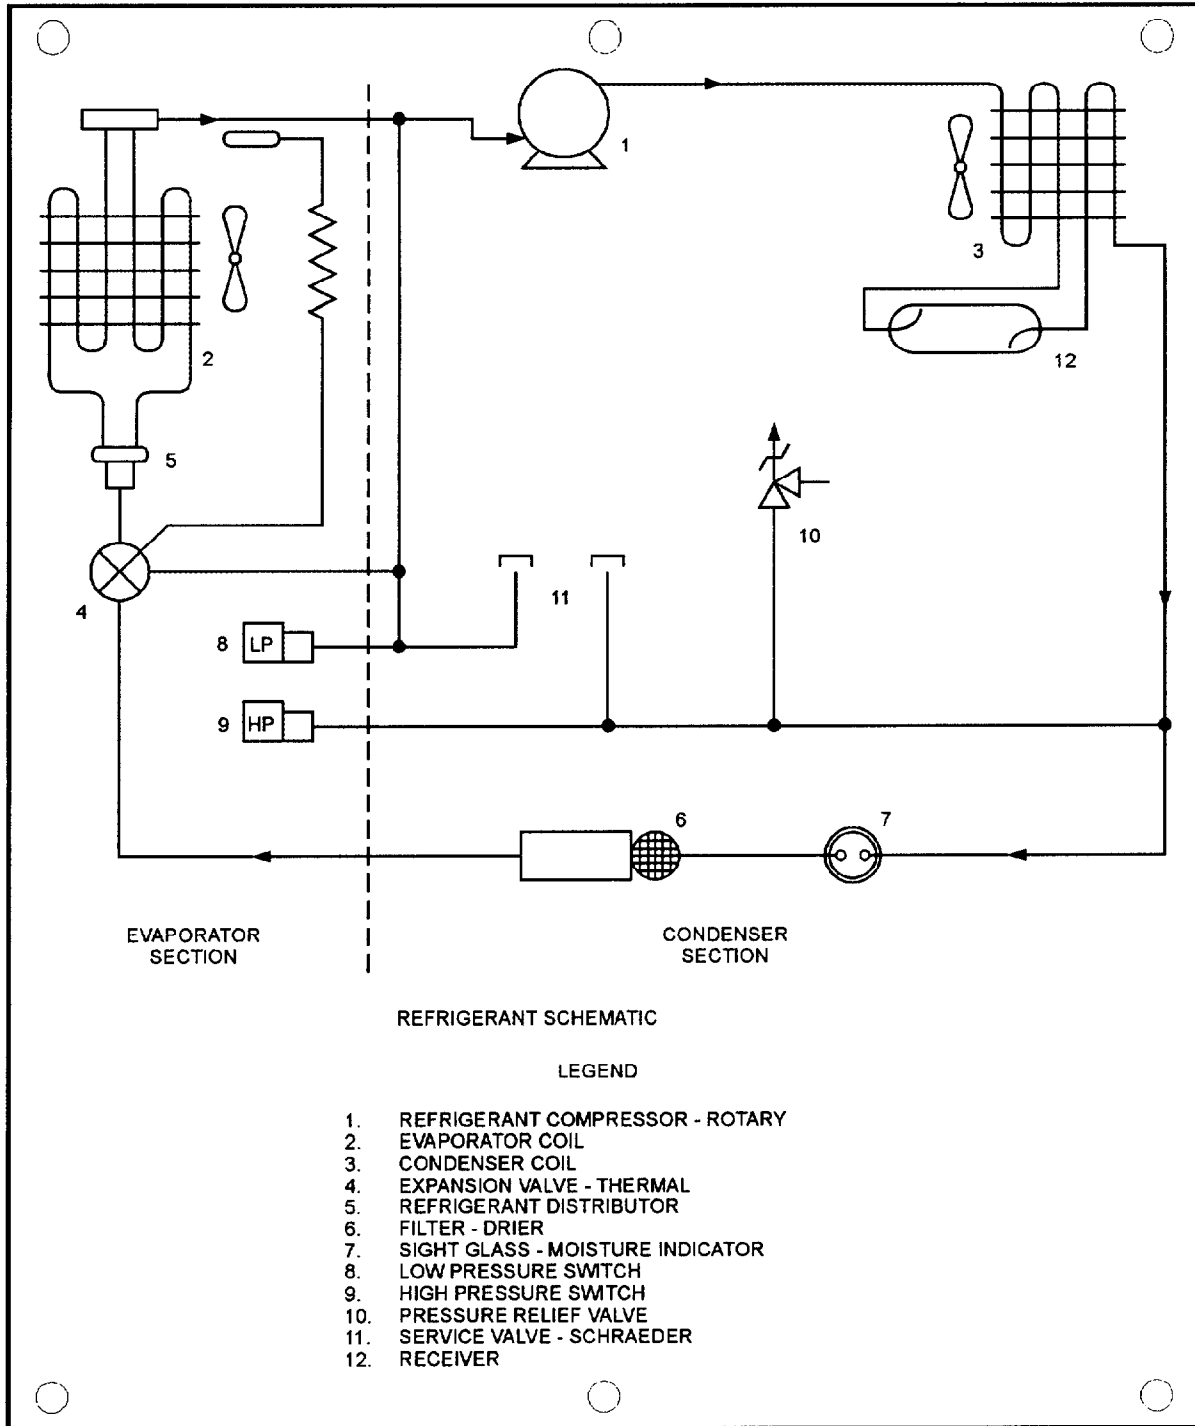 1
3
2
12
5
10
4
11
8 LP
9 HP
6
7
EVAPORATOR
SECTION
CONDENSER
SECTION
REFRIGERANT SCHEMATIC
LEGEND
1. REFRIGERANT COMPRESSOR - ROTARY
2. EVAPORATOR COIL
3. CONDENSER COIL
4. EXPANSION VALVE - THERMAL
5. REFRIGERANT DISTRIBUTOR
6. FILTER - DRIER
7. SIGHT GLASS - MOISTURE INDICATOR
8. LOW PRESSURE SWITCH
9. HIGH PRESSURE SWITCH
10. PRESSURE RELIEF VALVE
11. SERVICE VALVE - SCHRAEDER
12. RECEIVER